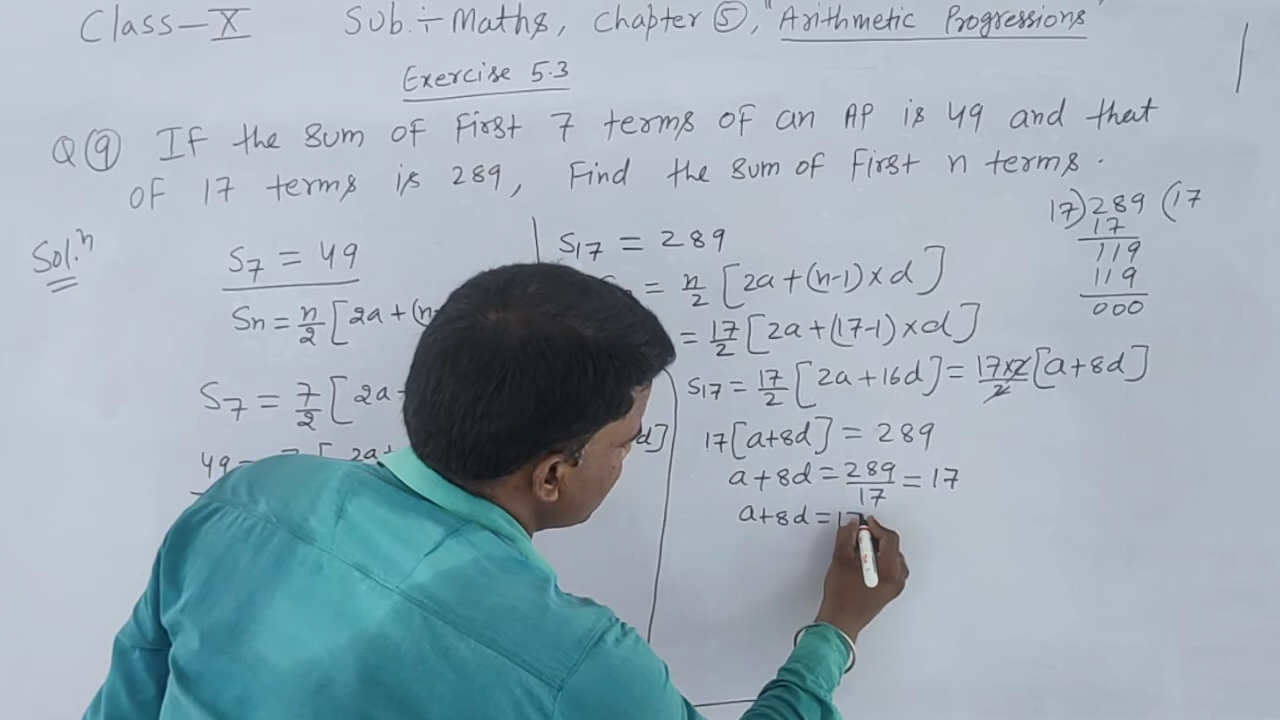 Class-X Sub.÷Maths, Chapter ⑤, "Arithmetic Progressions"
Exercise 5.3
Q⑨ If the sum of first 7 terms of an AP is 49 and that
of 17 terms is 289, Find the sum of first n terms.
Sol.ⁿ
S₇ = 49
Sn = n/2 [2a + (n-
S₇ = 7/2 [2a
49 =
2a+
d]
S₁₇ = 289
= n/2 [2a + (n-1) × d]
= 17/2 [2a + (17-1) × d]
S₁₇ = 17/2 [2a + 16d] = 17×2/2 [a + 8d]
17[a+8d] = 289
a + 8d = 289/17 = 17
a+8d = 17
17)289(17
17
119
119
000